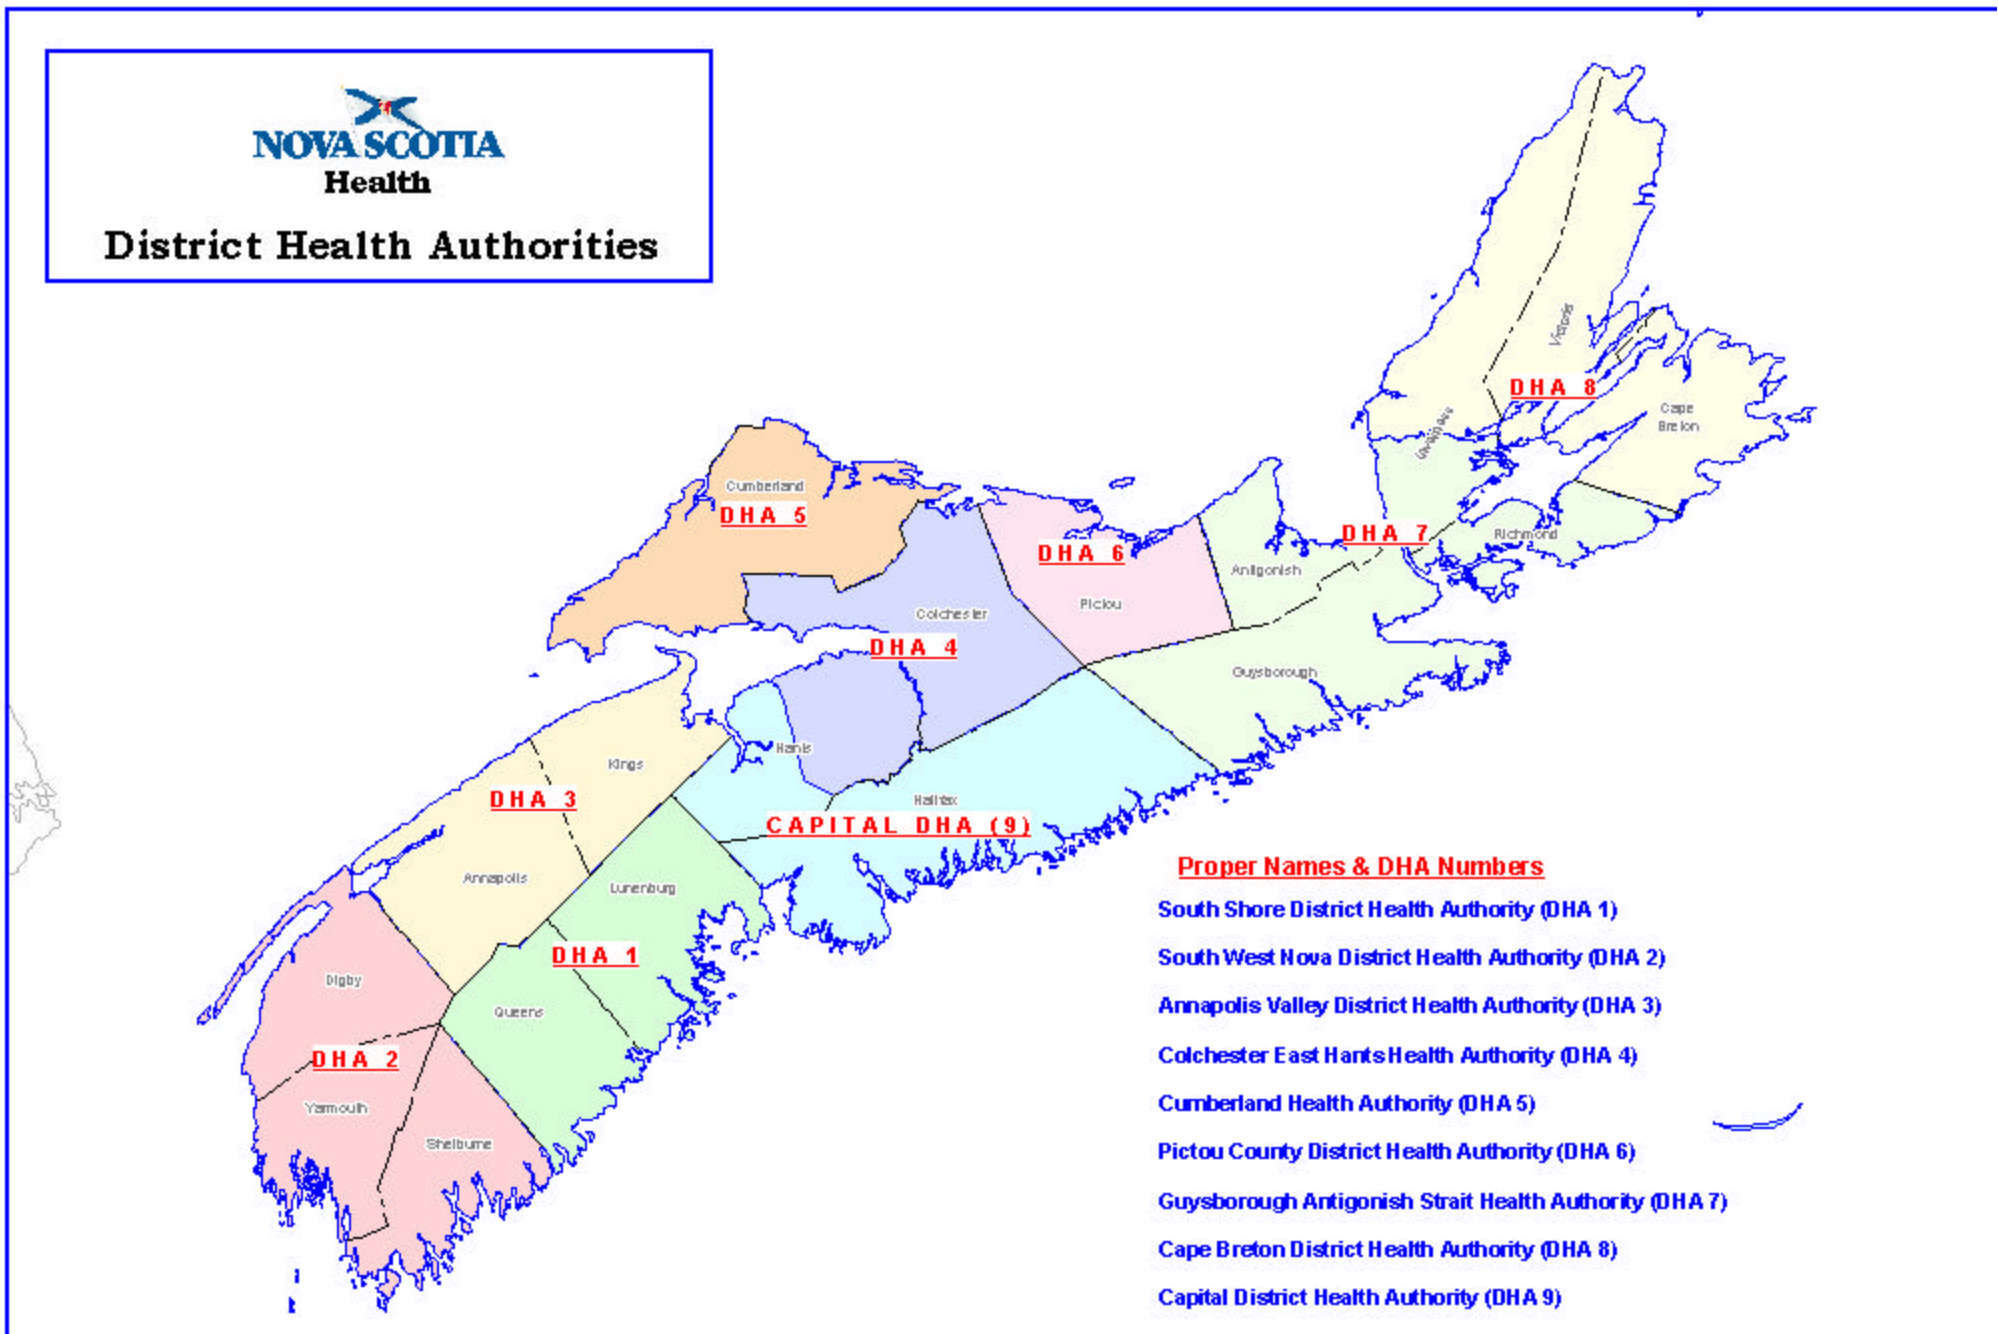 NOVA SCOTIA
Health
District Health Authorities
Victoria
DHA 8
Cape
Breton
Inverness
Cumberland
DHA 5
DHA 7
Richmond
DHA 6
Antigonish
Pictou
Colchester
DHA 4
Guysborough
Hants
Kings
DHA 3
Halifax
CAPITAL DHA (9)
Annapolis
Lunenburg
DHA 1
Digby
Queens
DHA 2
Yarmouth
Shelburne
Proper Names & DHA Numbers
South Shore District Health Authority (DHA 1)
South West Nova District Health Authority (DHA 2)
Annapolis Valley District Health Authority (DHA 3)
Colchester East Hants Health Authority (DHA 4)
Cumberland Health Authority (DHA 5)
Pictou County District Health Authority (DHA 6)
Guysborough Antigonish Strait Health Authority (DHA 7)
Cape Breton District Health Authority (DHA 8)
Capital District Health Authority (DHA 9)